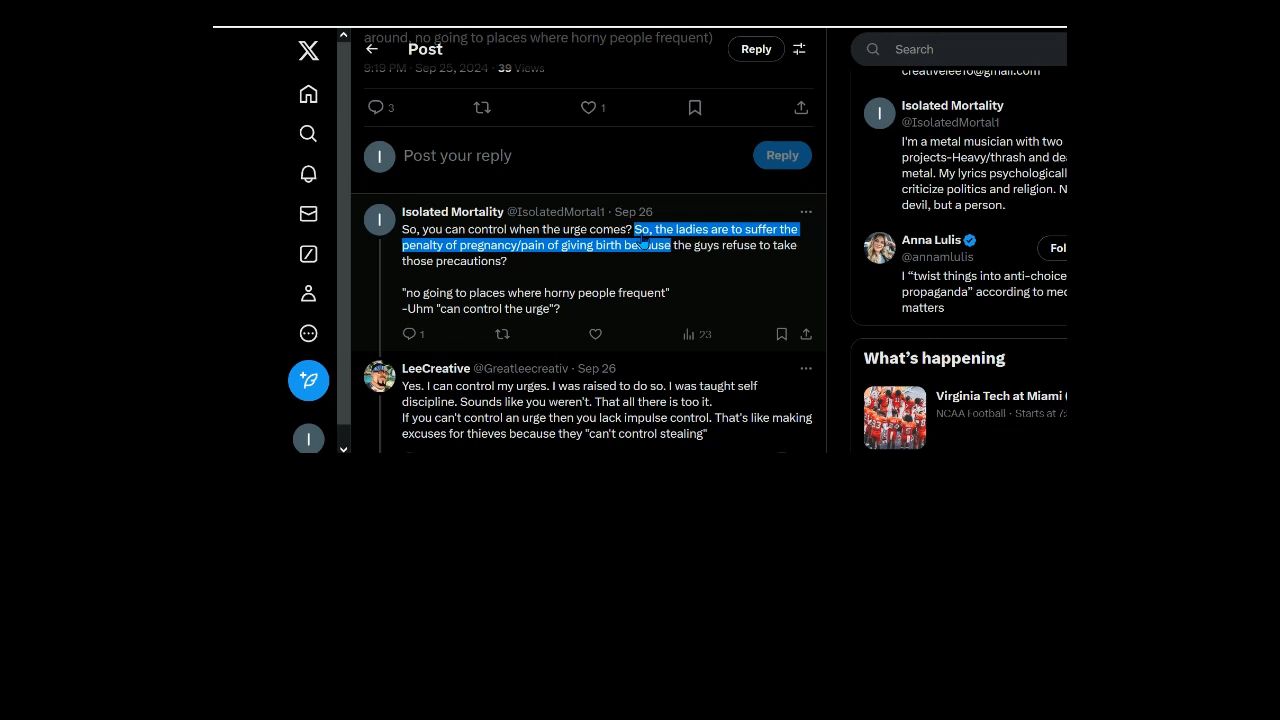 around, no going to places where horny people frequent)
Post
Reply
9:19 PM · Sep 25, 2024 · 39 Views
3
1
Post your reply
Reply
Isolated Mortality @IsolatedMortal1 · Sep 26
So, you can control when the urge comes? So, the ladies are to suffer the
penalty of pregnancy/pain of giving birth because the guys refuse to take
those precautions?
"no going to places where horny people frequent"
-Uhm "can control the urge"?
1
23
LeeCreative @Greatleecreativ · Sep 26
Yes. I can control my urges. I was raised to do so. I was taught self
discipline. Sounds like you weren't. That all there is too it.
If you can't control an urge then you lack impulse control. That's like making
excuses for thieves because they "can't control stealing"
Search
creativelee10@gmail.com
Isolated Mortality
@IsolatedMortal1
I'm a metal musician with two
projects-Heavy/thrash and dea
metal. My lyrics psychologicall
criticize politics and religion. N
devil, but a person.
Anna Lulis
@annamlulis
Fol
I “twist things into anti-choice
propaganda” according to med
matters
What’s happening
Virginia Tech at Miami (
NCAA Football · Starts at 7: